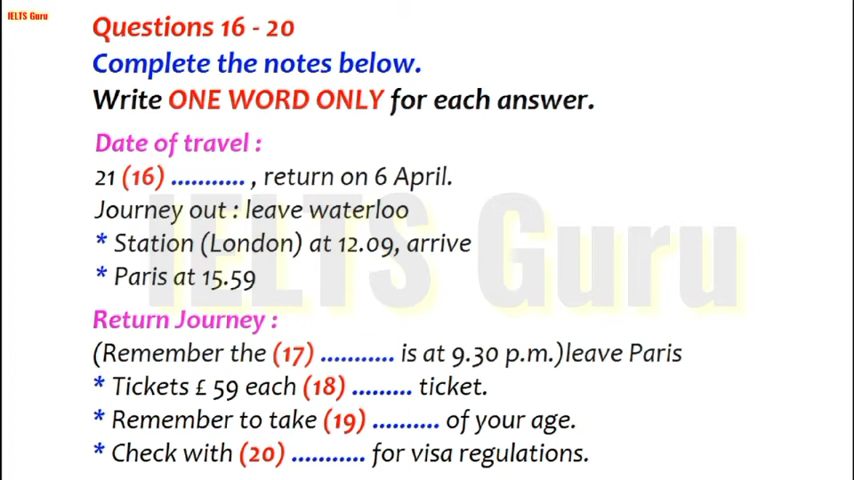 IELTS Guru
Questions 16 - 20
Complete the notes below.
Write ONE WORD ONLY for each answer.
Date of travel :
21 (16) ........... , return on 6 April.
Journey out : leave waterloo
* Station (London) at 12.09, arrive
* Paris at 15.59
IELTS Guru
Return Journey :
(Remember the (17) ........... is at 9.30 p.m.)leave Paris
* Tickets £ 59 each (18) ......... ticket.
* Remember to take (19) .......... of your age.
* Check with (20) ........... for visa regulations.